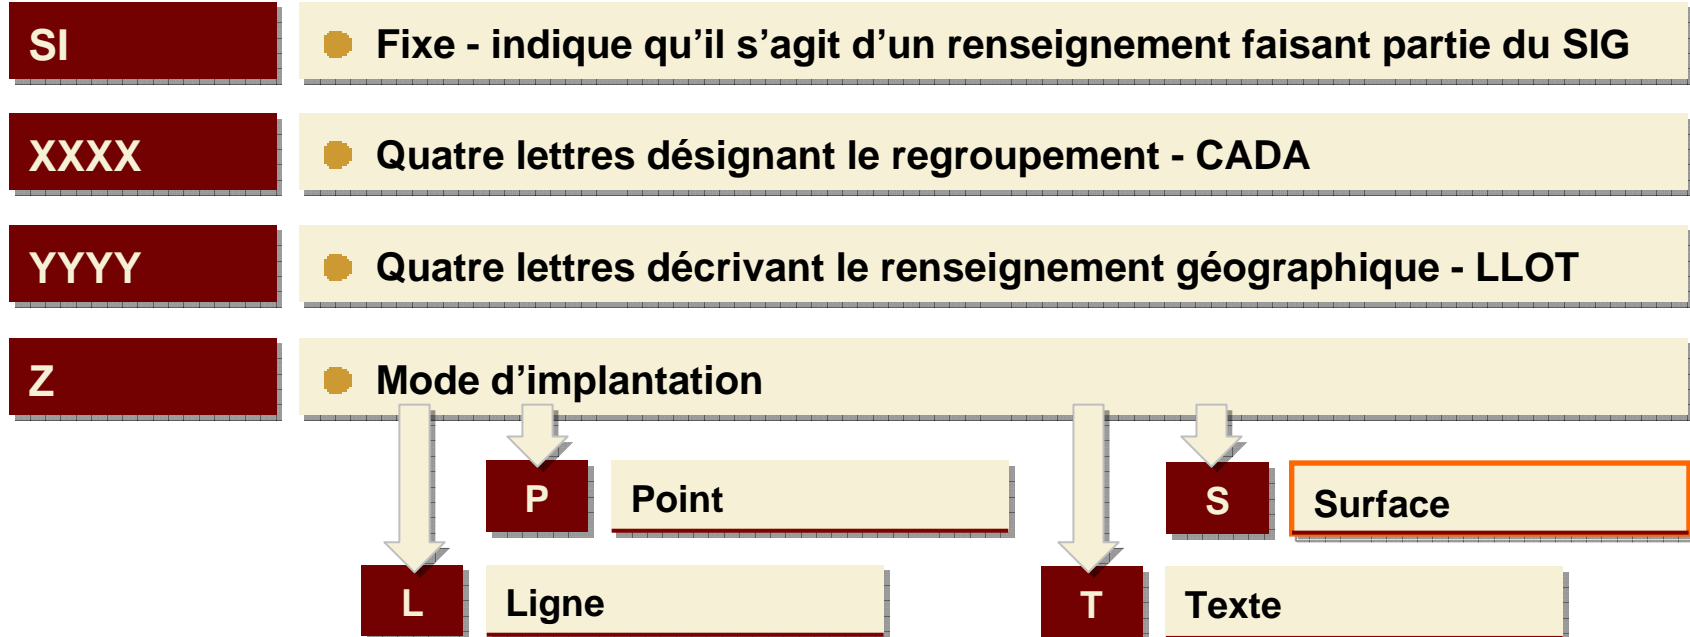 SI
Fixe - indique qu’il s’agit d’un renseignement faisant partie du SIG
XXXX
Quatre lettres désignant le regroupement - CADA
YYYY
Quatre lettres décrivant le renseignement géographique - LLOT
Z
Mode d’implantation
P
Point
S
Surface
L
Ligne
T
Texte